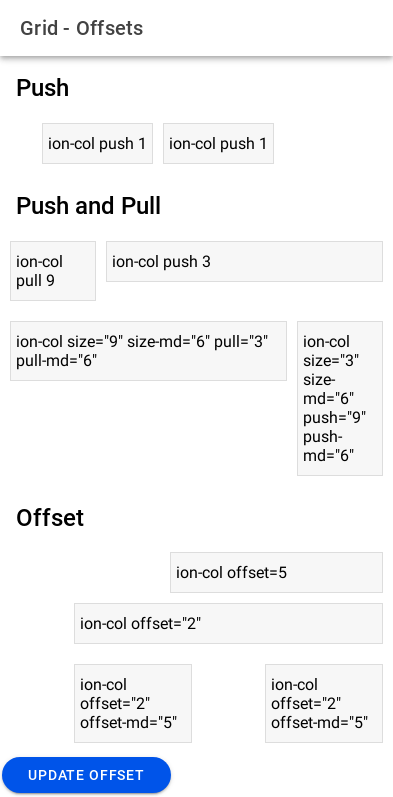 Grid - Offsets
Push
ion-col push 1
ion-col push 1
Push and Pull
ion-col
pull 9
ion-col push 3
ion-col size="9" size-md="6" pull="3"
pull-md="6"
ion-col
size="3"
size-
md="6"
push="9"
push-
md="6"
Offset
ion-col offset=5
ion-col offset="2"
ion-col
offset="2"
offset-md="5"
ion-col
offset="2"
offset-md="5"
UPDATE OFFSET